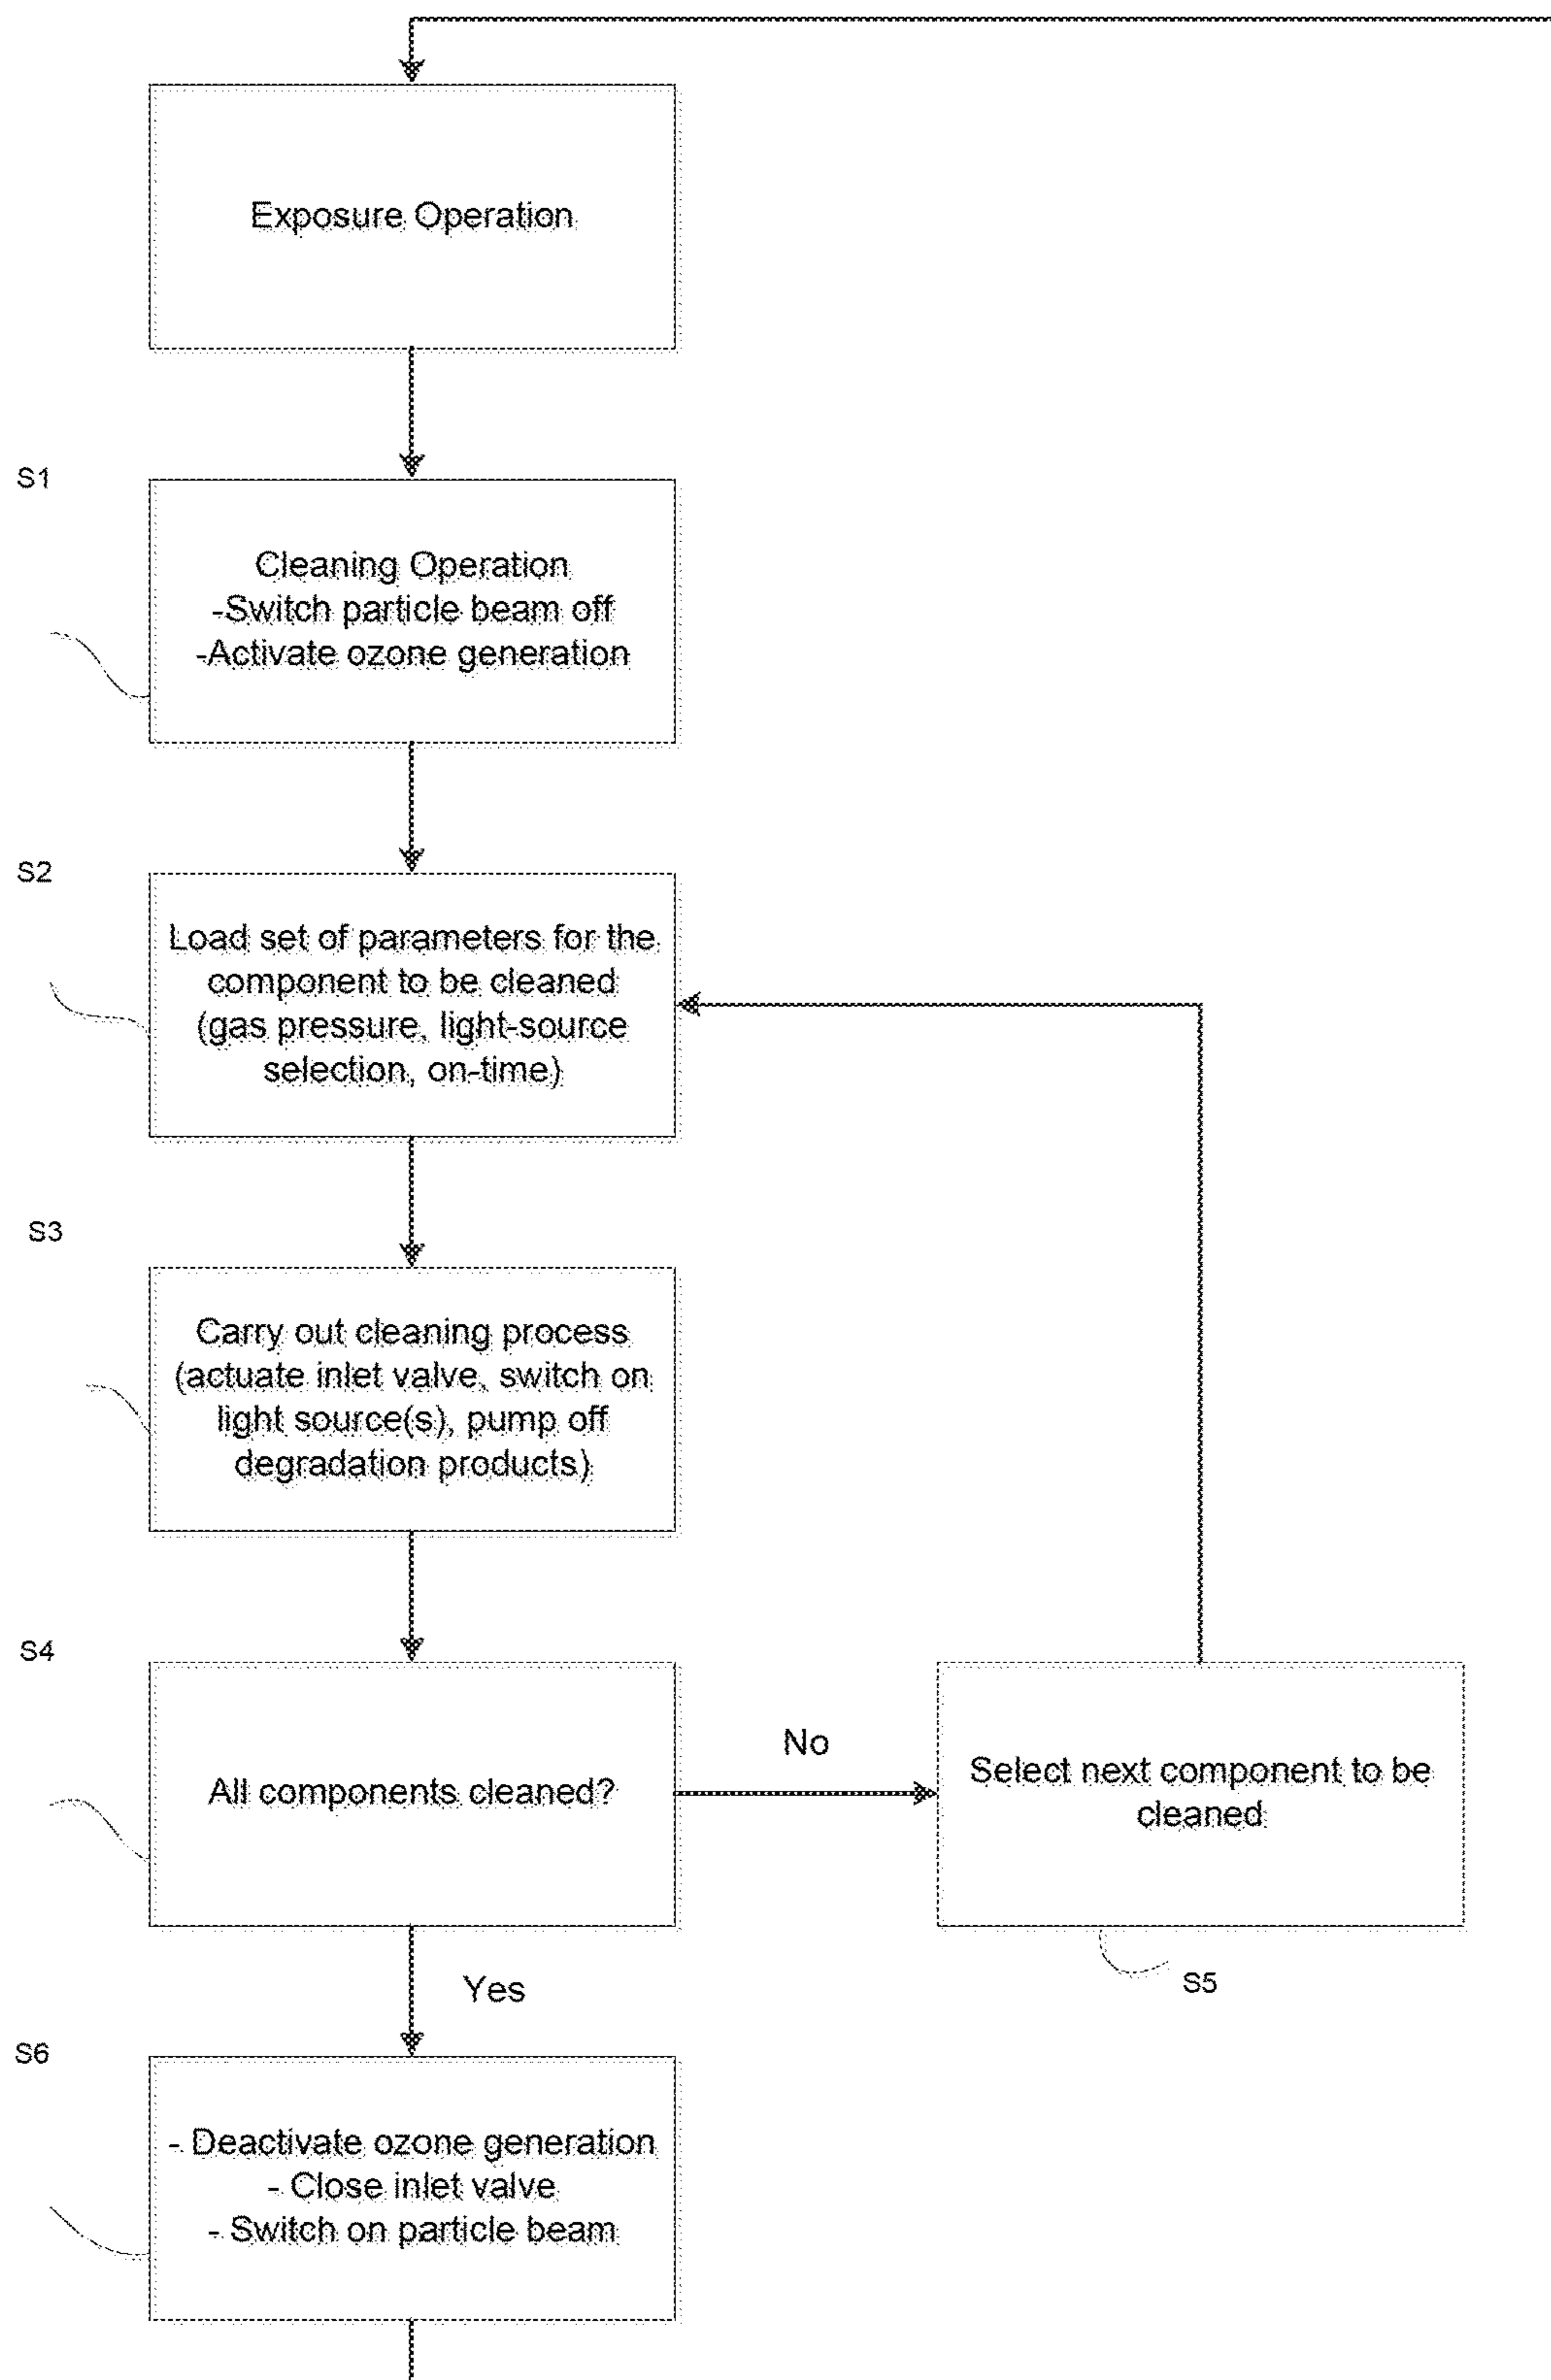 Exposure Operation
S1
Cleaning Operation
-Switch particle beam off
-Activate ozone generation
S2
Load set of parameters for the
component to be cleaned
(gas pressure, light-source
selection, on-time)
S3
Carry out cleaning process
(actuate inlet valve, switch on
light source(s), pump off
degradation products)
S4
All components cleaned?
No
Select next component to be
cleaned
S5
Yes
S6
- Deactivate ozone generation
- Close inlet valve
- Switch on particle beam